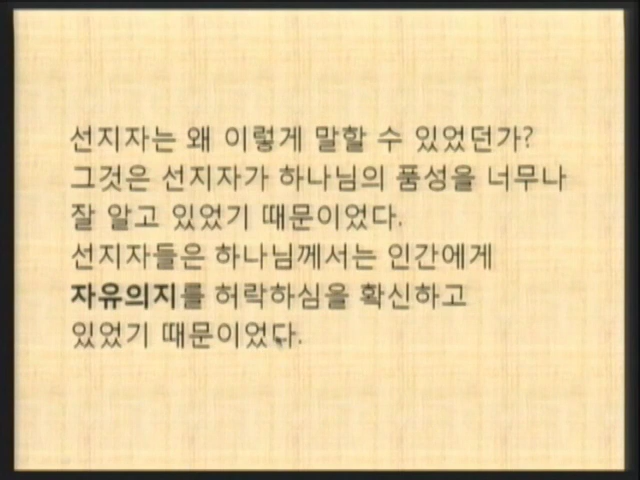 선지자는 왜 이렇게 말할 수 있었던가?
그것은 선지자가 하나님의 품성을 너무나
잘 알고 있었기 때문이었다.
선지자들은 하나님께서는 인간에게
자유의지를 허락하심을 확신하고
있었기 때문이었다.